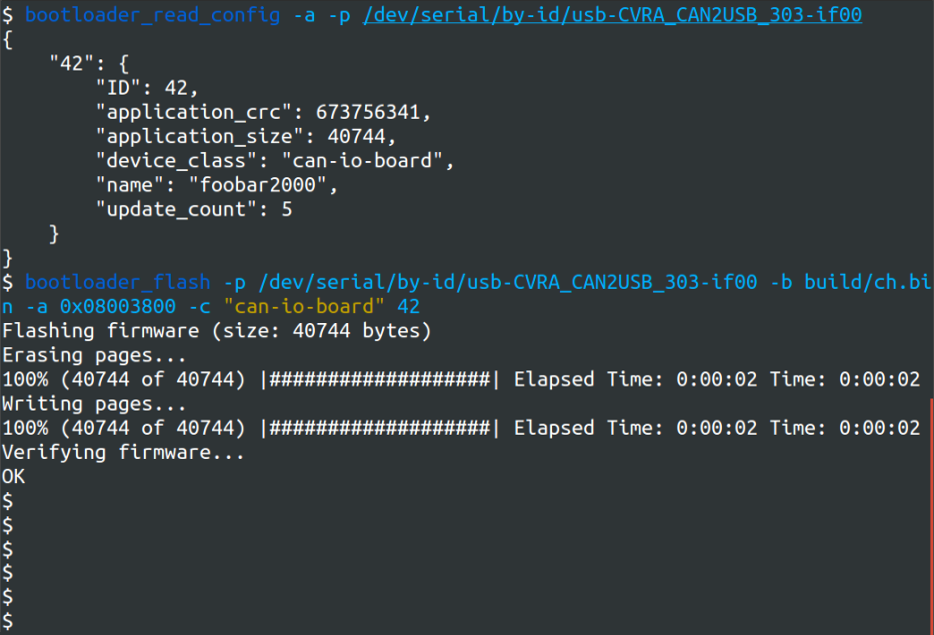 $ bootloader_read_config -a -p /dev/serial/by-id/usb-CVRA_CAN2USB_303-if00
{
    "42": {
        "ID": 42,
        "application_crc": 673756341,
        "application_size": 40744,
        "device_class": "can-io-board",
        "name": "foobar2000",
        "update_count": 5
    }
}
$ bootloader_flash -p /dev/serial/by-id/usb-CVRA_CAN2USB_303-if00 -b build/ch.bi
n -a 0x08003800 -c "can-io-board" 42
Flashing firmware (size: 40744 bytes)
Erasing pages...
100% (40744 of 40744) |###################| Elapsed Time: 0:00:02 Time: 0:00:02
Writing pages...
100% (40744 of 40744) |###################| Elapsed Time: 0:00:02 Time: 0:00:02
Verifying firmware...
OK
$
$
$
$
$
$